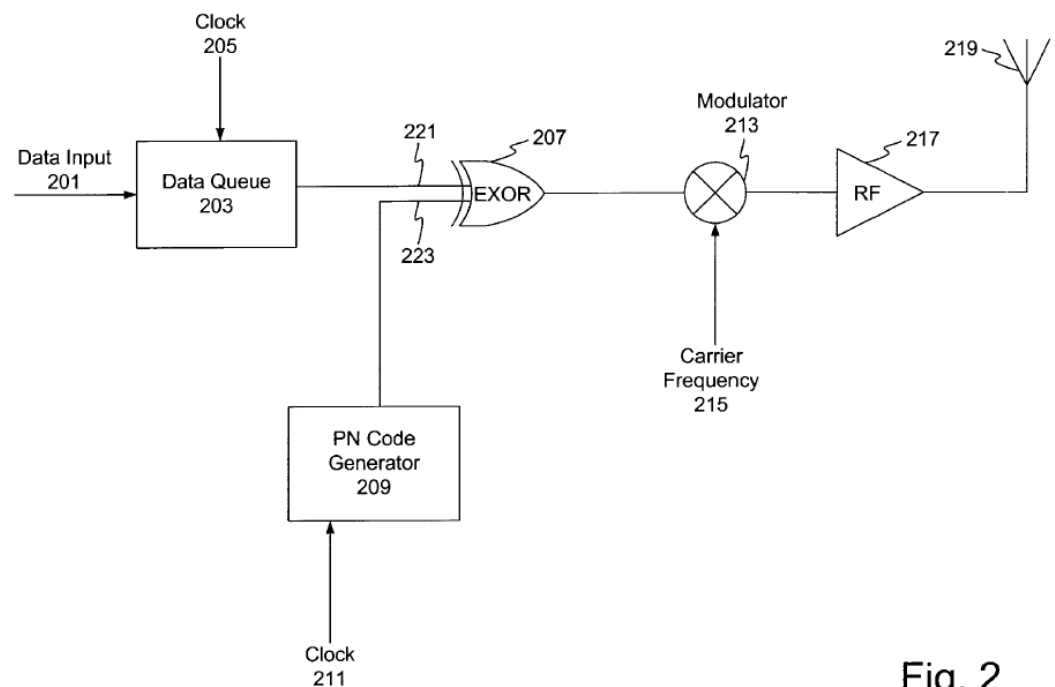 Clock
205
219
Modulator
213
221
207
217
Data Input
201
Data Queue
203
EXOR
RF
223
Carrier
Frequency
215
PN Code
Generator
209
Clock
211
Fig. 2